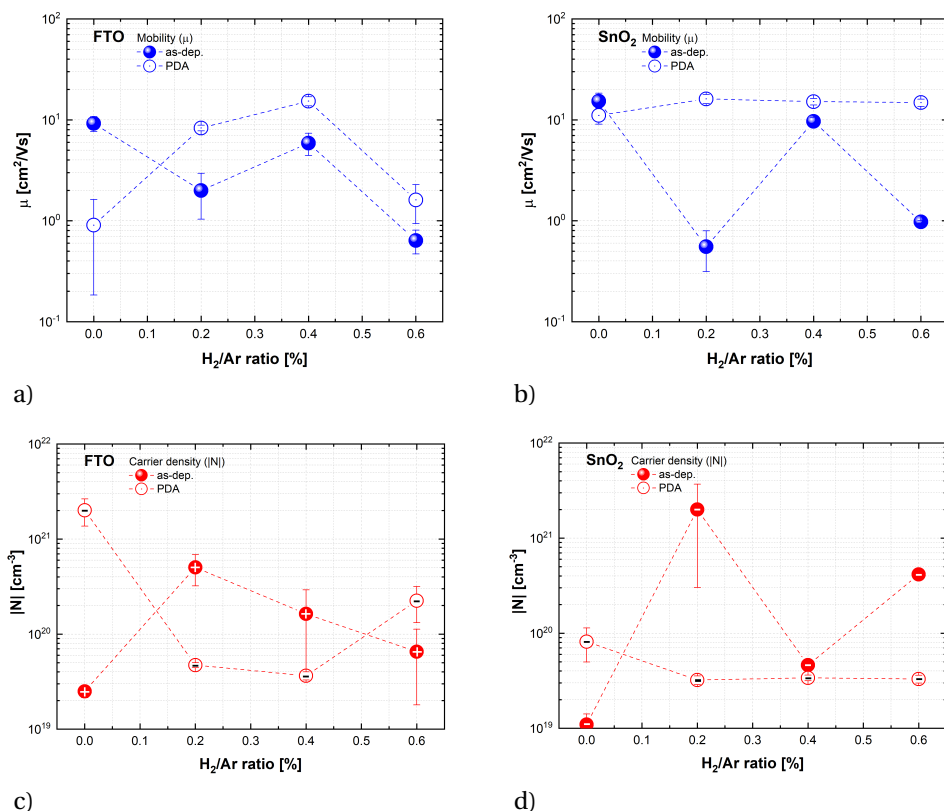 FTO Mobility (μ)
as-dep.
PDA
10²
10¹
10⁰
10⁻¹
μ [cm²/Vs]
0.0 0.1 0.2 0.3 0.4 0.5 0.6
H₂/Ar ratio [%]
a)
SnO₂ Mobility (μ)
as-dep.
PDA
10²
10¹
10⁰
10⁻¹
μ [cm²/Vs]
0.0 0.1 0.2 0.3 0.4 0.5 0.6
H₂/Ar ratio [%]
b)
FTO Carrier density (|N|)
as-dep.
PDA
10²²
10²¹
10²⁰
10¹⁹
|N| [cm⁻³]
0.0 0.1 0.2 0.3 0.4 0.5 0.6
H₂/Ar ratio [%]
c)
SnO₂ Carrier density (|N|)
as-dep.
PDA
10²²
10²¹
10²⁰
10¹⁹
|N| [cm⁻³]
0.0 0.1 0.2 0.3 0.4 0.5 0.6
H₂/Ar ratio [%]
d)